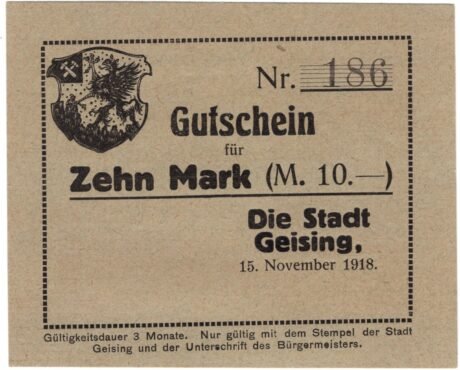 Nr. 186
Gutschein
für
Zehn Mark (M. 10.—)
Die Stadt
Geising,
15. November 1918.
Gültigkeitsdauer 3 Monate. Nur gültig mit dem Stempel der Stadt
Geising und der Unterschrift des Bürgermeisters.